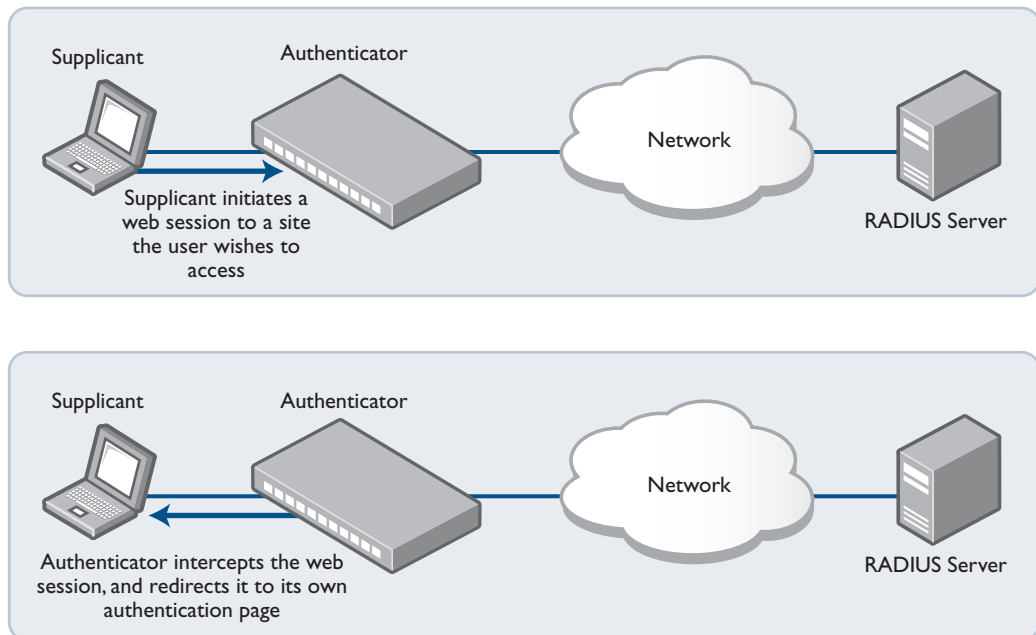 Supplicant
Authenticator
Network
RADIUS Server
Supplicant initiates a
web session to a site
the user wishes to
access
Supplicant
Authenticator
Network
RADIUS Server
Authenticator intercepts the web
session, and redirects it to its own
authentication page